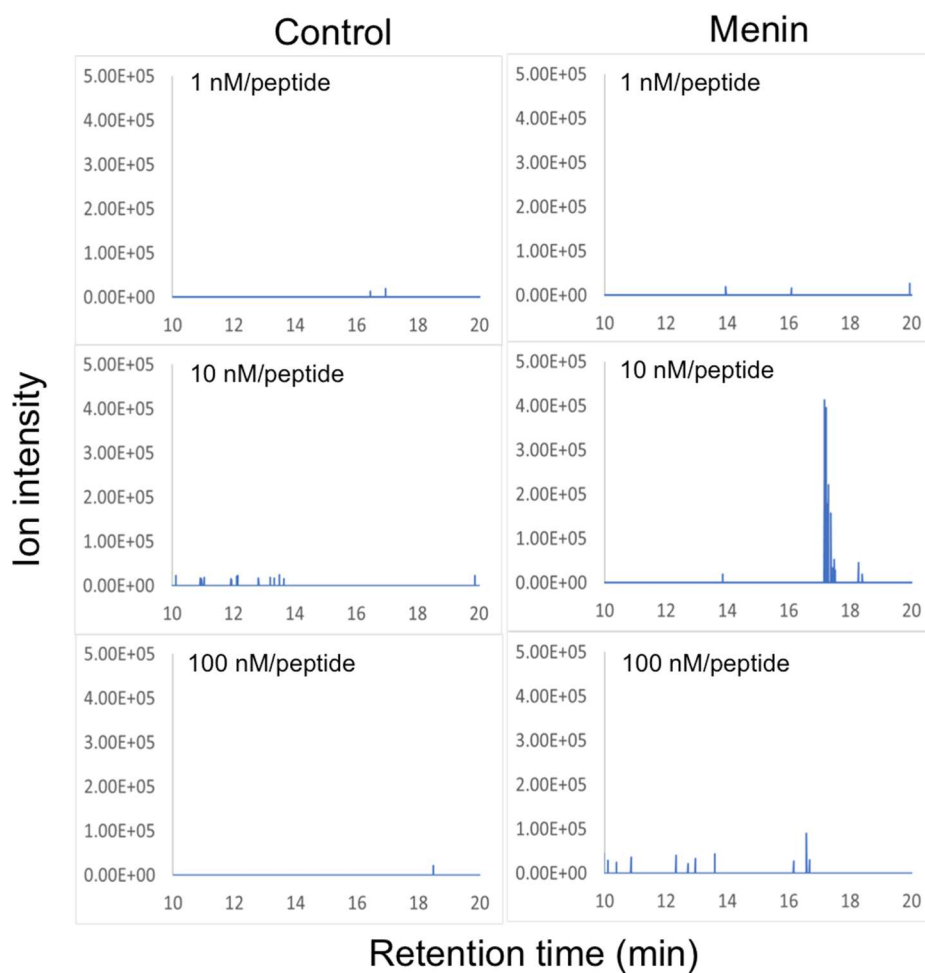 Control
Menin
1 nM/peptide
5.00E+05
4.00E+05
3.00E+05
2.00E+05
1.00E+05
0.00E+00
10 12 14 16 18 20
1 nM/peptide
5.00E+05
4.00E+05
3.00E+05
2.00E+05
1.00E+05
0.00E+00
10 12 14 16 18 20
10 nM/peptide
5.00E+05
4.00E+05
3.00E+05
2.00E+05
1.00E+05
0.00E+00
10 12 14 16 18 20
10 nM/peptide
5.00E+05
4.00E+05
3.00E+05
2.00E+05
1.00E+05
0.00E+00
10 12 14 16 18 20
100 nM/peptide
5.00E+05
4.00E+05
3.00E+05
2.00E+05
1.00E+05
0.00E+00
10 12 14 16 18 20
100 nM/peptide
5.00E+05
4.00E+05
3.00E+05
2.00E+05
1.00E+05
0.00E+00
10 12 14 16 18 20
Ion intensity
Retention time (min)